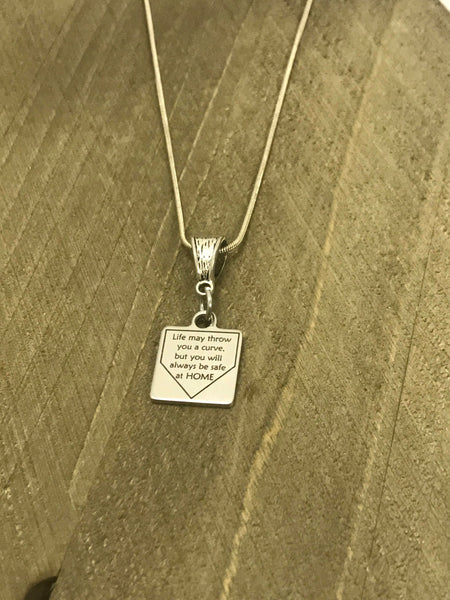 Life may throw
you a curve,
but you will
always be safe
at HOME